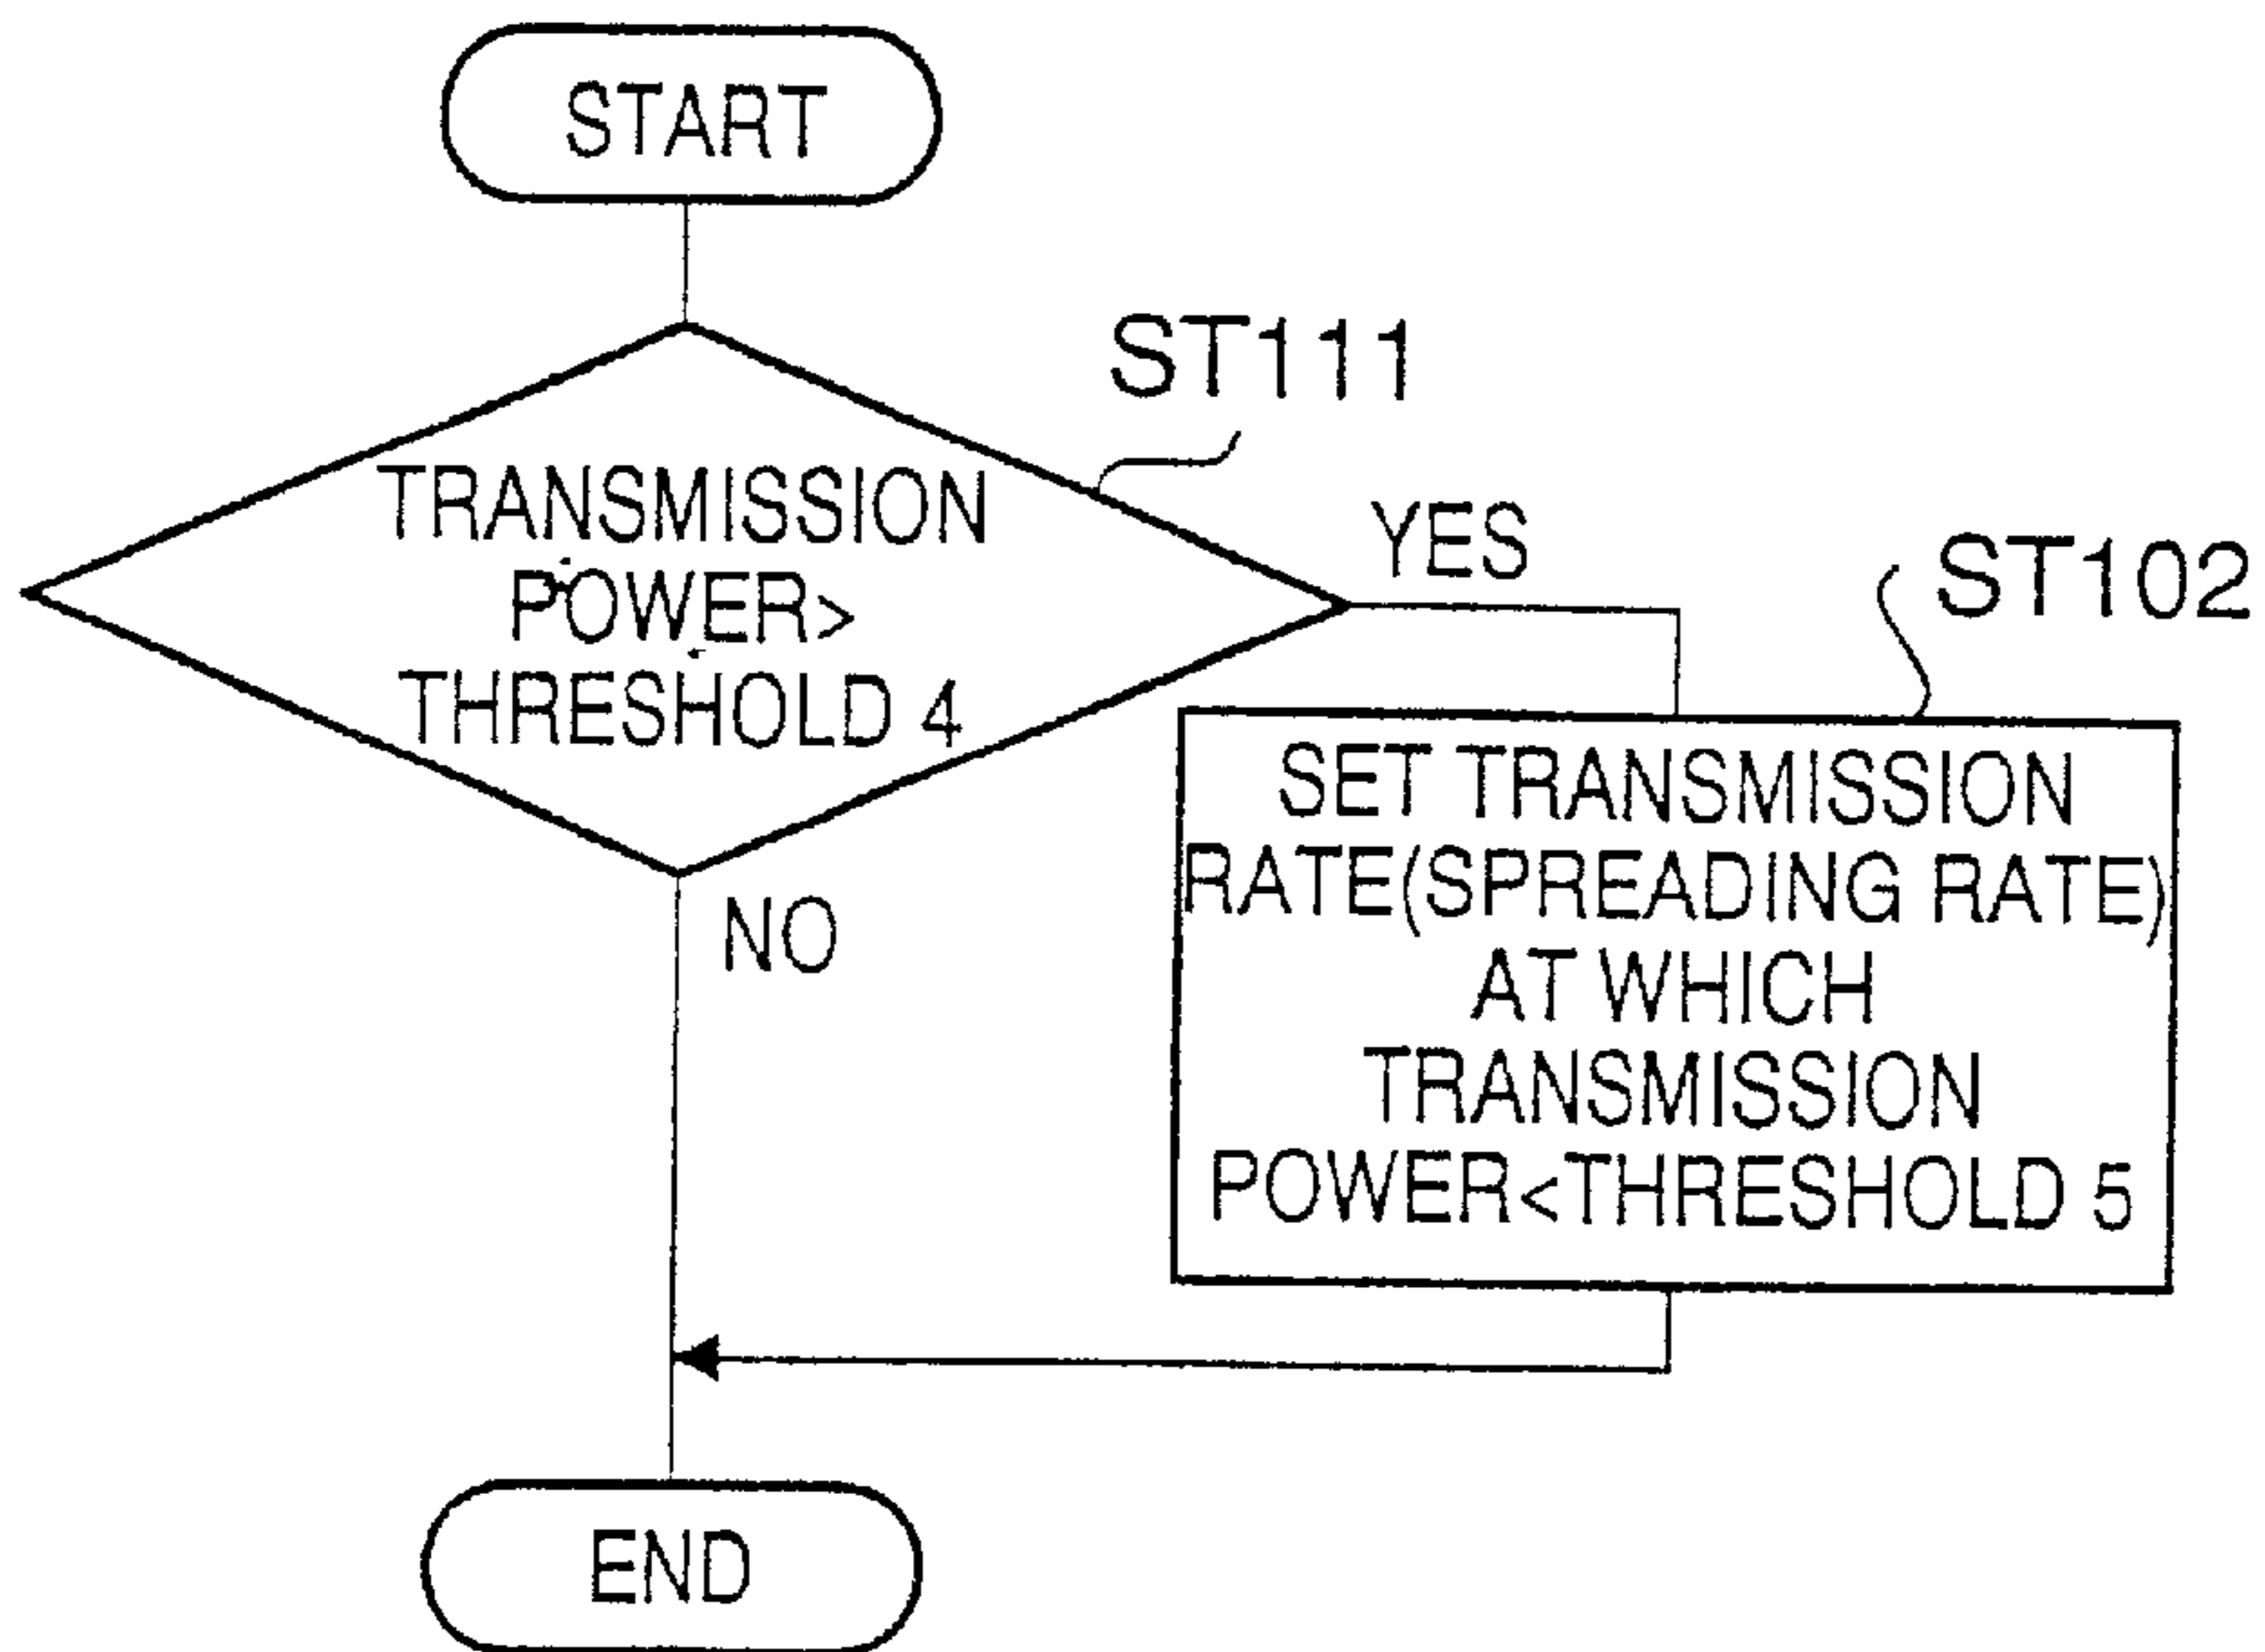 START
ST111
TRANSMISSION
POWER>
THRESHOLD 4
YES
ST102
NO
SET TRANSMISSION
RATE(SPREADING RATE)
AT WHICH
TRANSMISSION
POWER<THRESHOLD 5
END